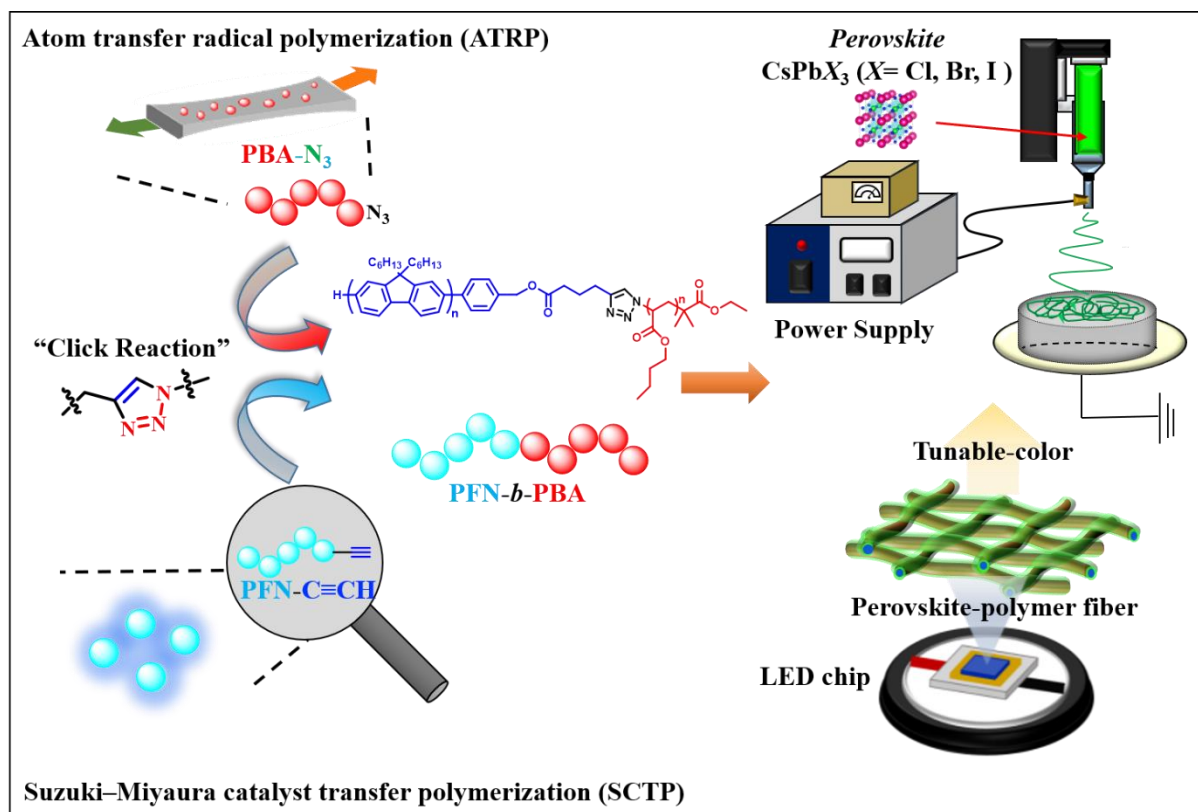 Atom transfer radical polymerization (ATRP)
Perovskite
CsPbX₃ (X= Cl, Br, I )
PBA-N₃
N₃
C₆H₁₃ C₆H₁₃
H
n
O
O
N
N
N
n
O
O
O
O
Power Supply
“Click Reaction”
N
N
N
PFN-b-PBA
Tunable-color
PFN-C≡CH
Perovskite-polymer fiber
LED chip
Suzuki–Miyaura catalyst transfer polymerization (SCTP)